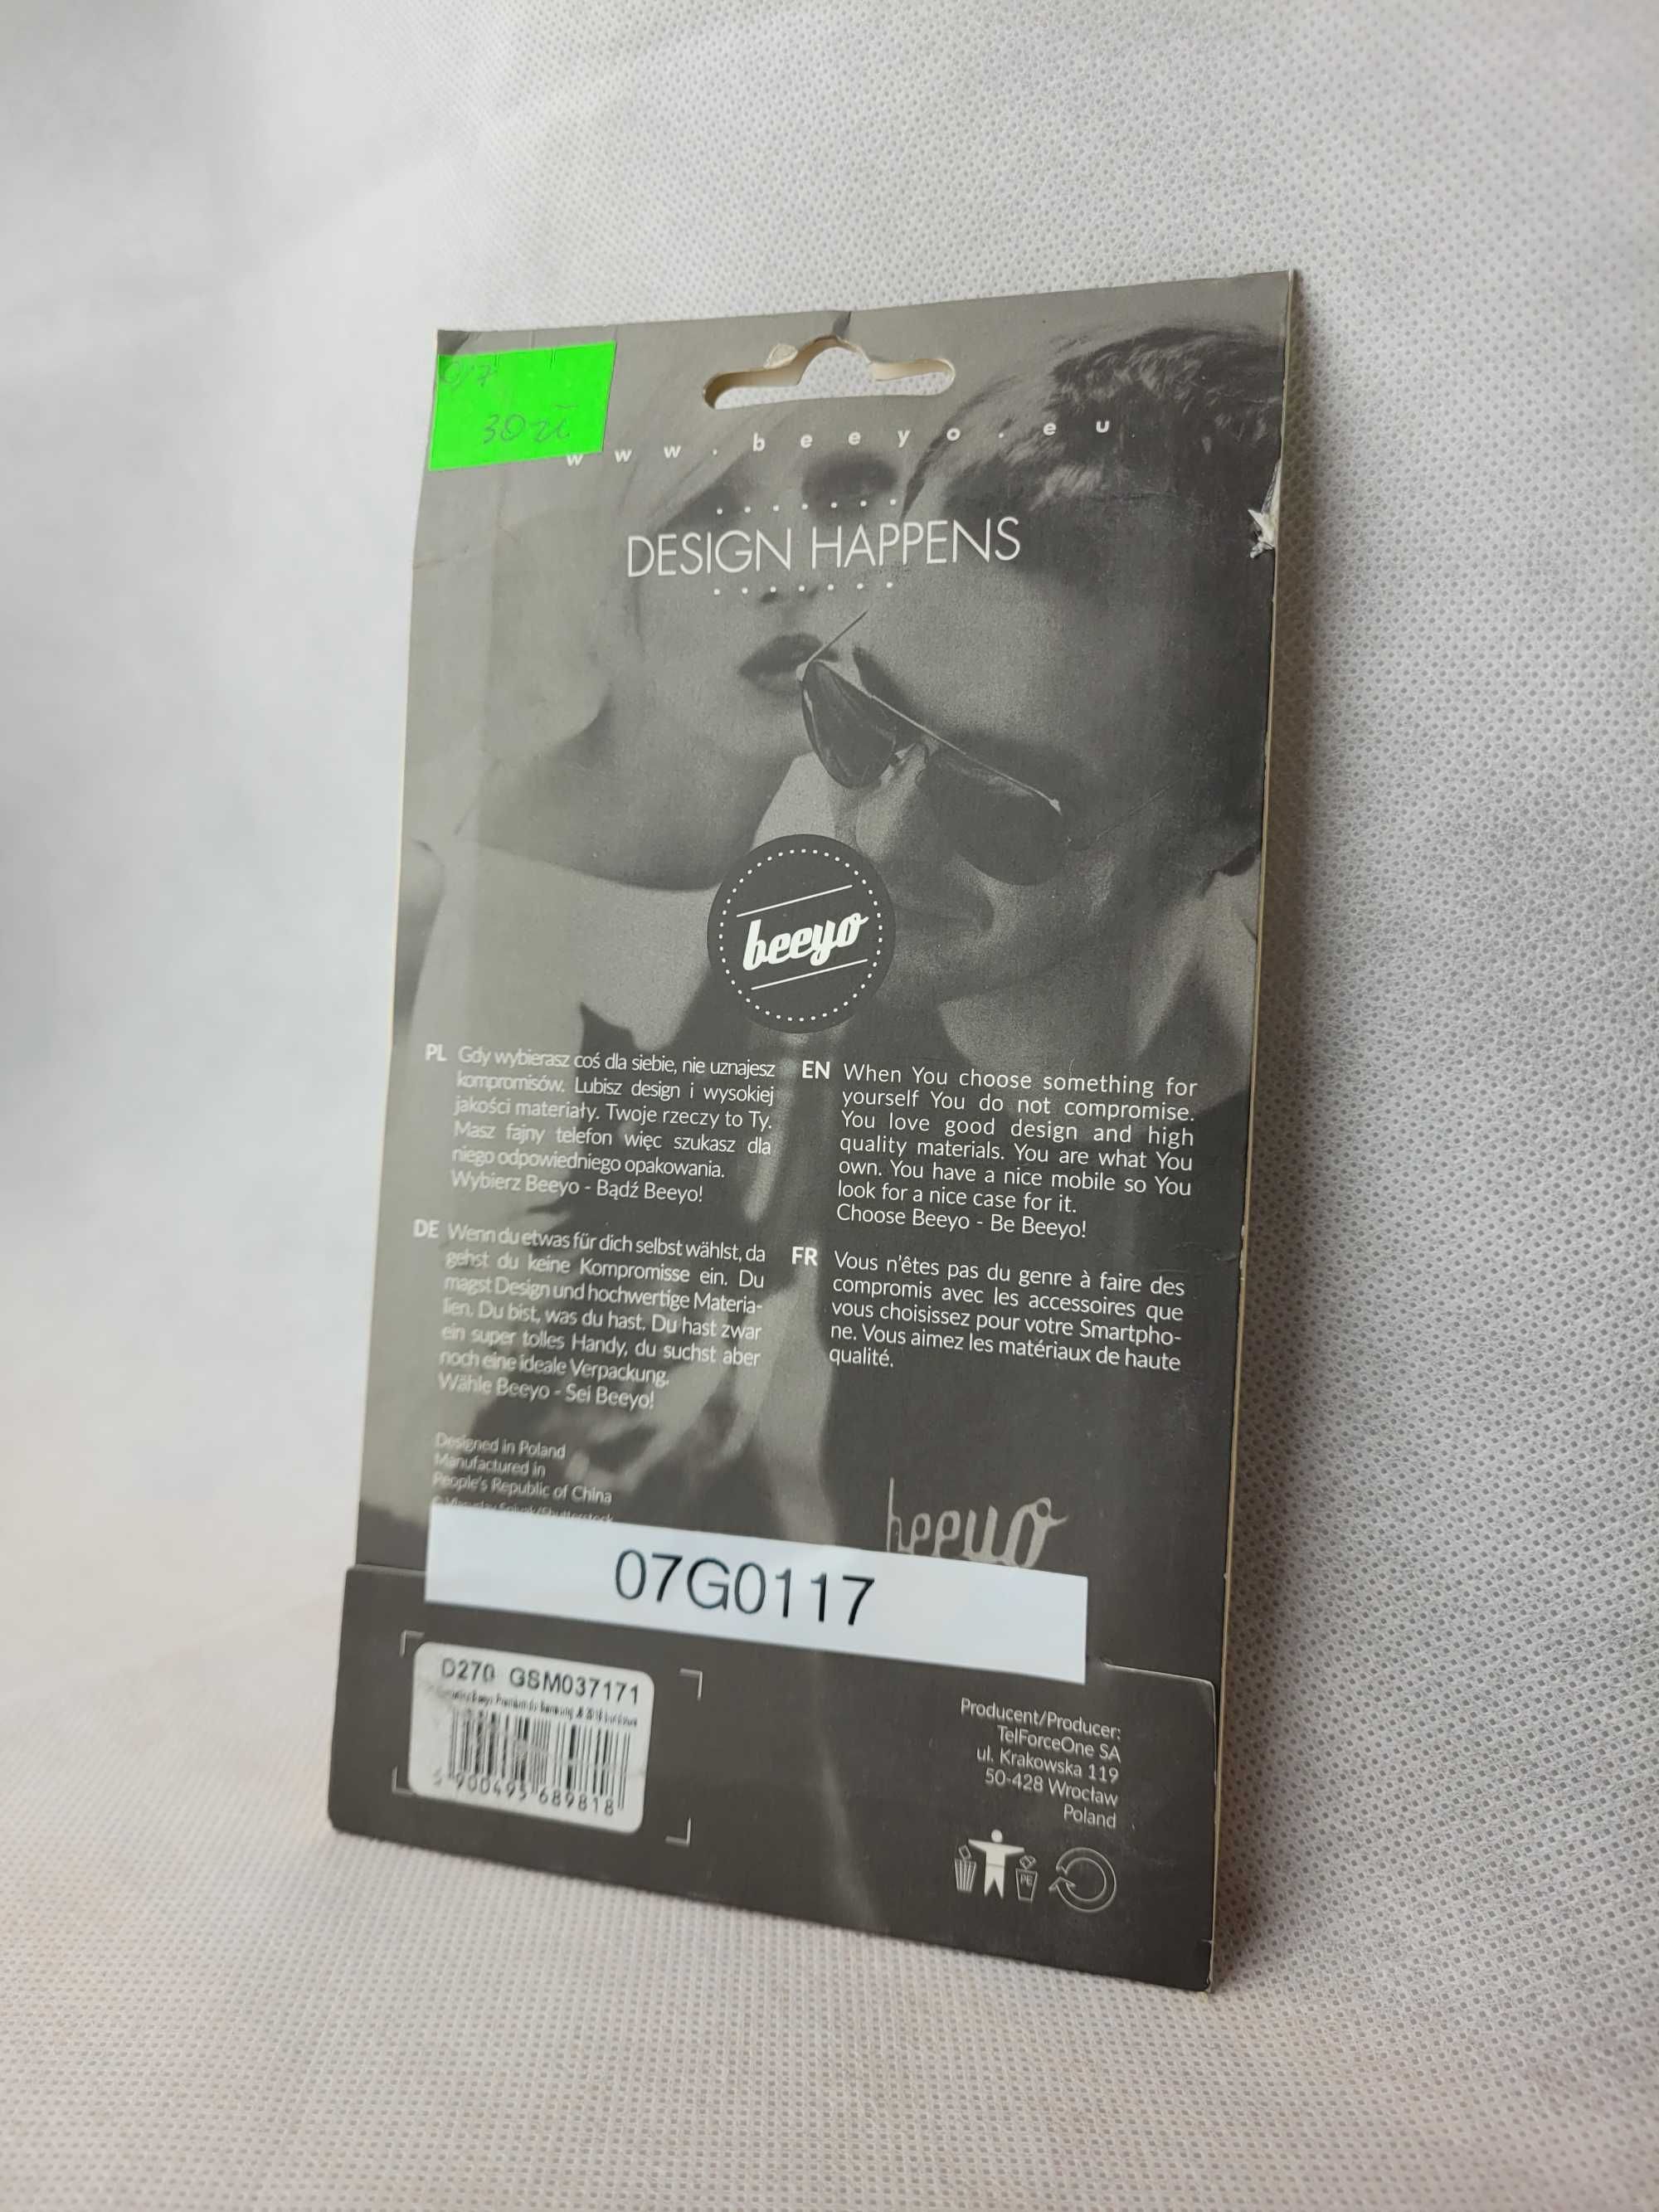 30 zł
www.beeyo.eu
DESIGN HAPPENS
beeyo
PL Gdy wybierasz coś dla siebie, nie uznajesz
kompromisów. Lubisz design i wysokiej
jakości materiały. Twoje rzeczy to Ty.
Masz fajny telefon więc szukasz dla
niego odpowiedniego opakowania.
Wybierz Beeyo - Bądź Beeyo!
EN When You choose something for
yourself You do not compromise.
You love good design and high
quality materials. You are what You
own. You have a nice mobile so You
look for a nice case for it.
Choose Beeyo - Be Beeyo!
DE Wenn du etwas für dich selbst wählst, da
gehst du keine Kompromisse ein. Du
magst Design und hochwertige Materia-
lien. Du bist, was du hast. Du hast zwar
ein super tolles Handy, du suchst aber
noch eine ideale Verpackung.
Wähle Beeyo - Sei Beeyo!
FR Vous n'êtes pas du genre à faire des
compromis avec les accessoires que
vous choisissez pour votre Smartpho-
ne. Vous aimez les matériaux de haute
qualité.
Designed in Poland
Manufactured in
People's Republic of China
beeyo
07G0117
D270 GSM037171
5 900495 689818
Producent/Producer:
TelForceOne SA
ul. Krakowska 119
50-428 Wrocław
Poland
PE